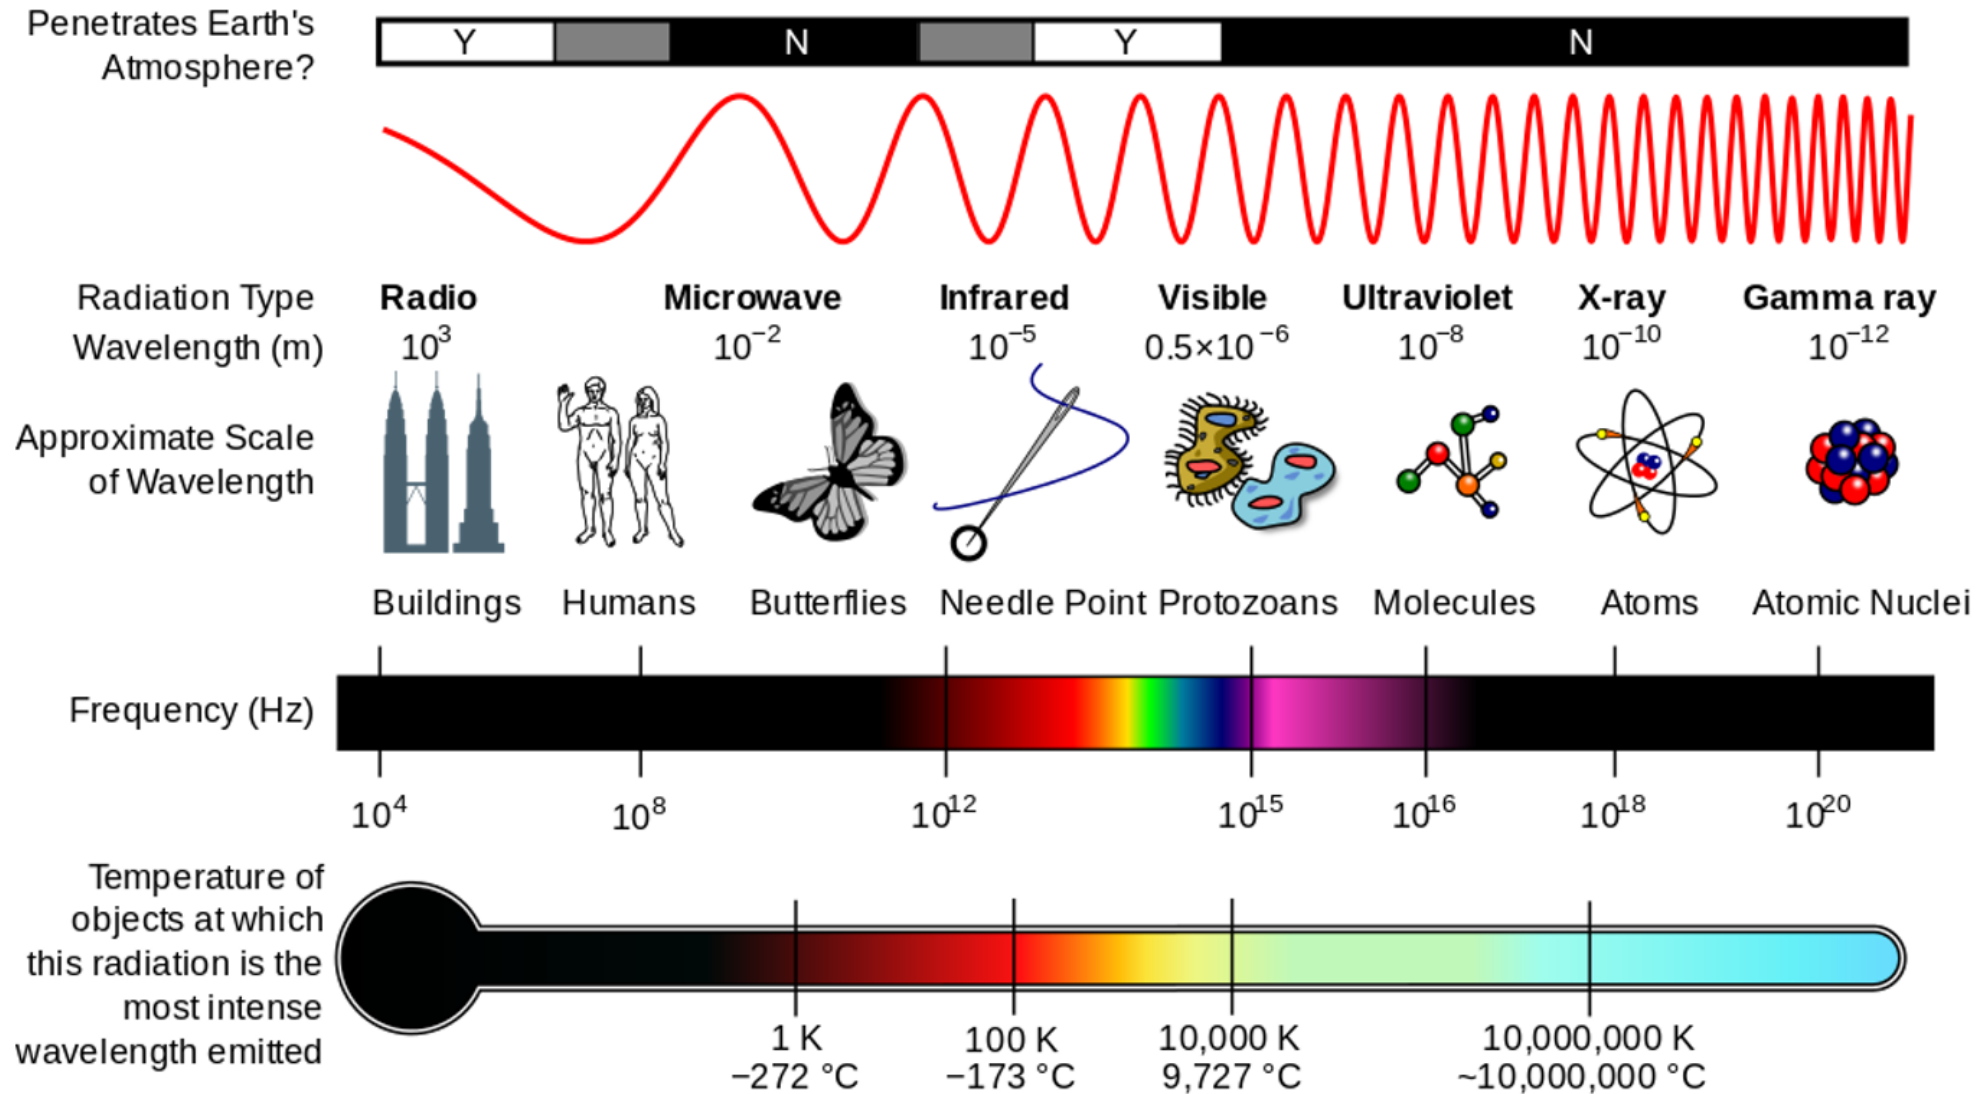 Penetrates Earth's
Atmosphere?
Y N Y N
Radiation Type
Radio Microwave Infrared Visible Ultraviolet X-ray Gamma ray
Wavelength (m)
10³ 10⁻² 10⁻⁵ 0.5×10⁻⁶ 10⁻⁸ 10⁻¹⁰ 10⁻¹²
Approximate Scale
of Wavelength
Buildings Humans Butterflies Needle Point Protozoans Molecules Atoms Atomic Nuclei
Frequency (Hz)
10⁴ 10⁸ 10¹² 10¹⁵ 10¹⁶ 10¹⁸ 10²⁰
Temperature of
objects at which
this radiation is the
most intense
wavelength emitted
1 K 100 K 10,000 K 10,000,000 K
−272 °C −173 °C 9,727 °C ~10,000,000 °C